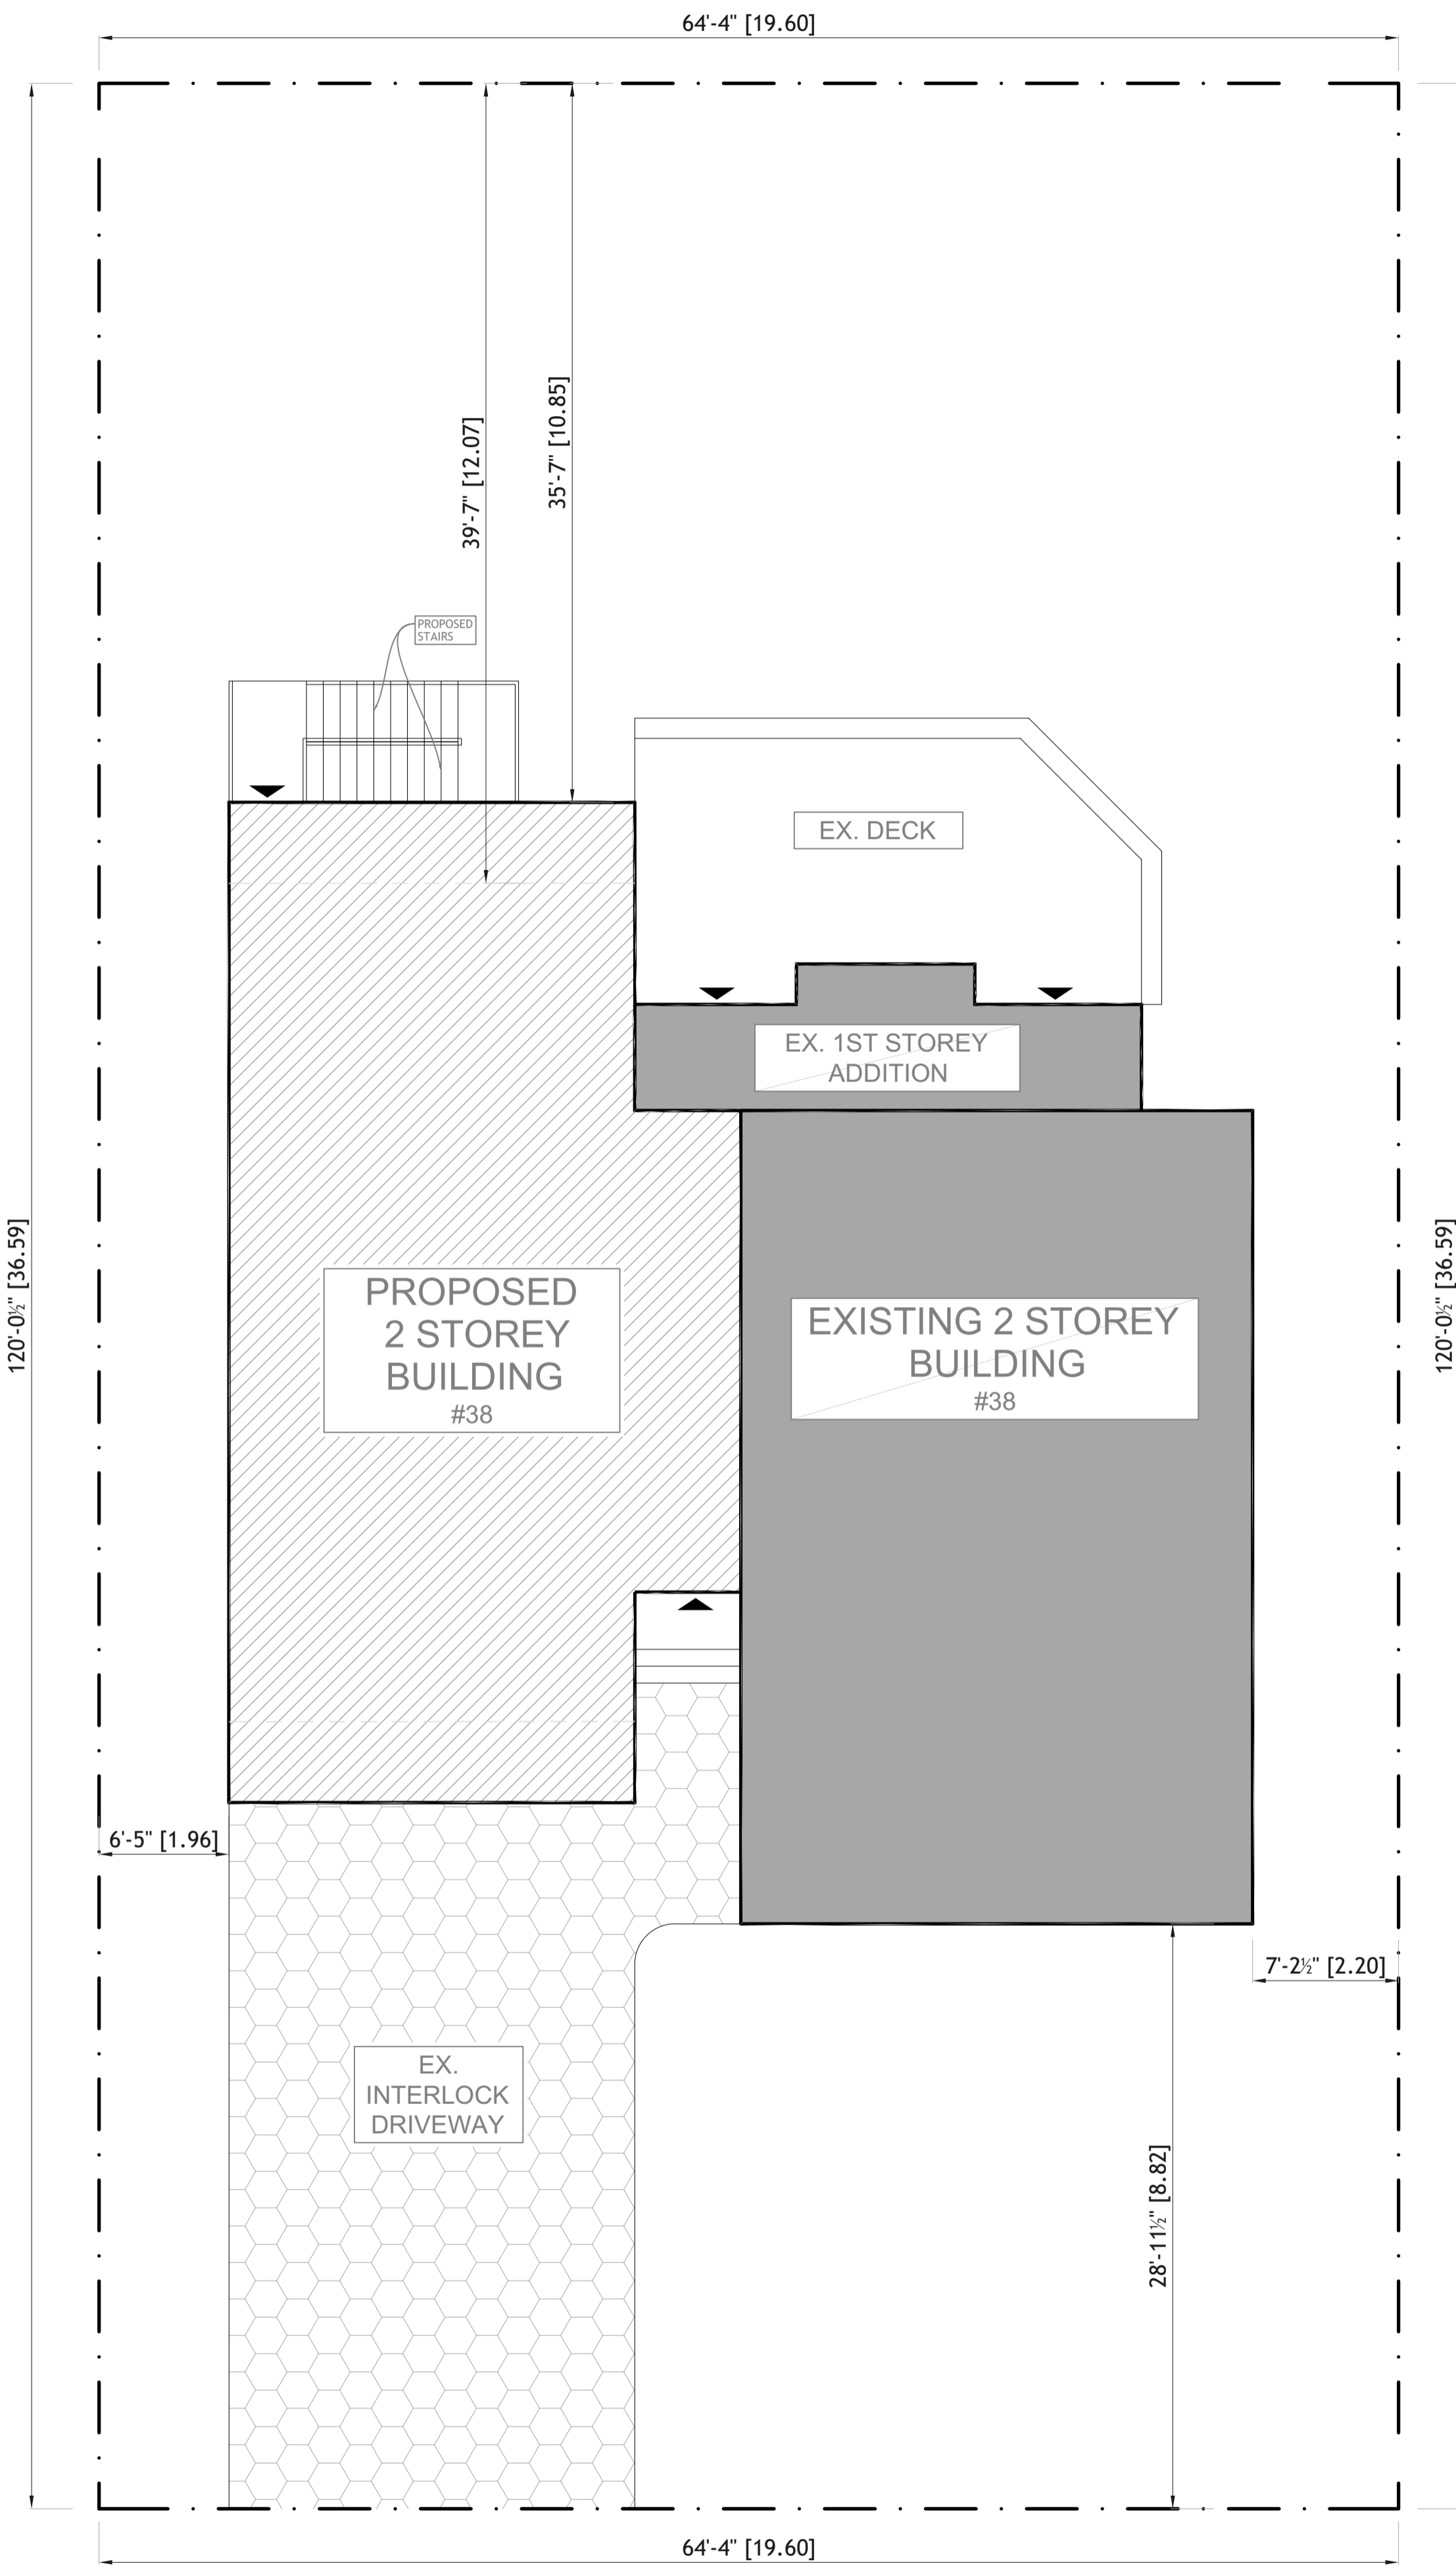 64'-4" [19.60]
39'-7" [12.07]
35'-7" [10.85]
PROPOSED
STAIRS
EX. DECK
EX. 1ST STOREY
ADDITION
120'-0½" [36.59]
120'-0½" [36.59]
PROPOSED
2 STOREY
BUILDING
#38
EXISTING 2 STOREY
BUILDING
#38
6'-5" [1.96]
7'-2½" [2.20]
EX.
INTERLOCK
DRIVEWAY
28'-11½" [8.82]
64'-4" [19.60]